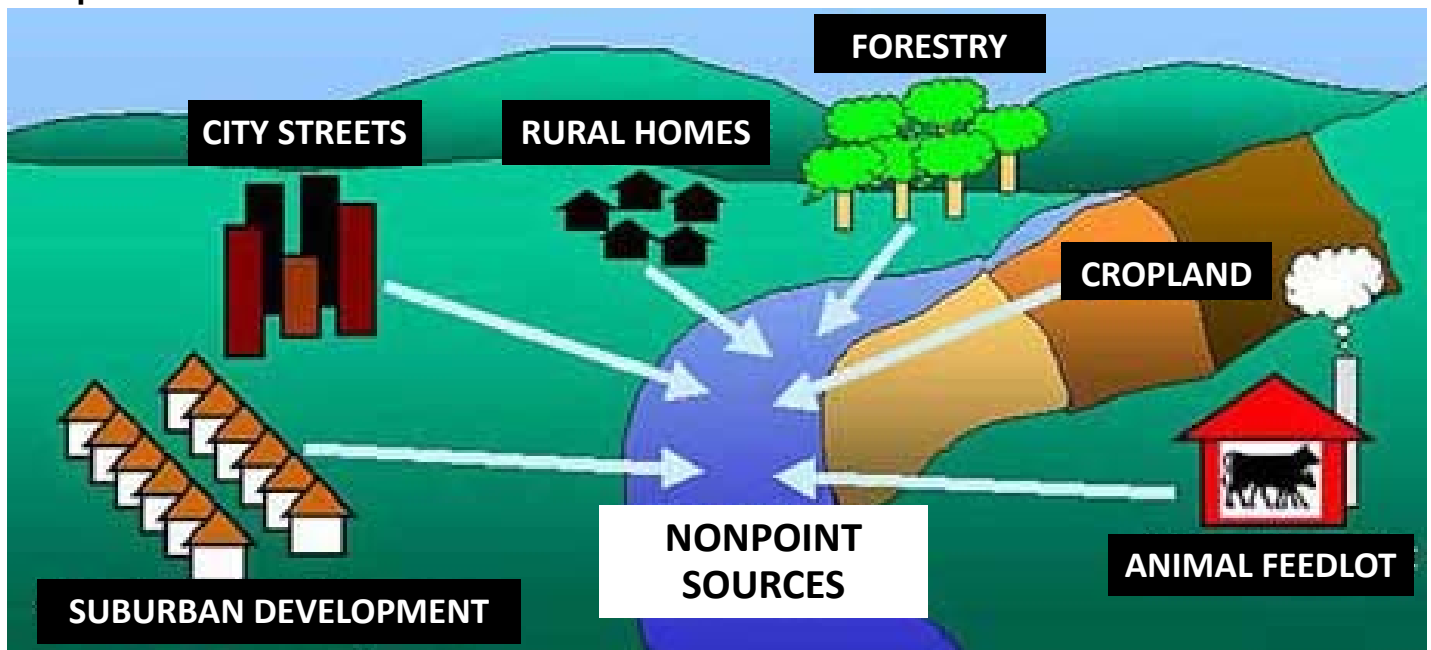 FORESTRY
CITY STREETS
RURAL HOMES
CROPLAND
NONPOINT
SOURCES
ANIMAL FEEDLOT
SUBURBAN DEVELOPMENT